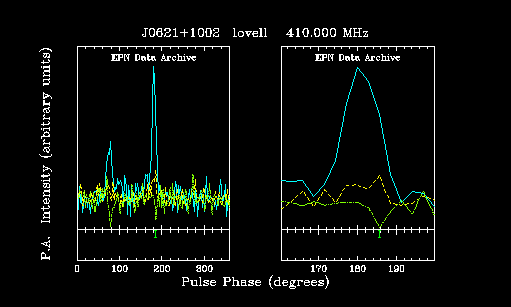 J0621+1002 lovell 410.000 MHz
EPN Data Archive EPN Data Archive
P.A. Intensity (arbitrary units)
0 100 200 300 170 180 190
Pulse Phase (degrees)